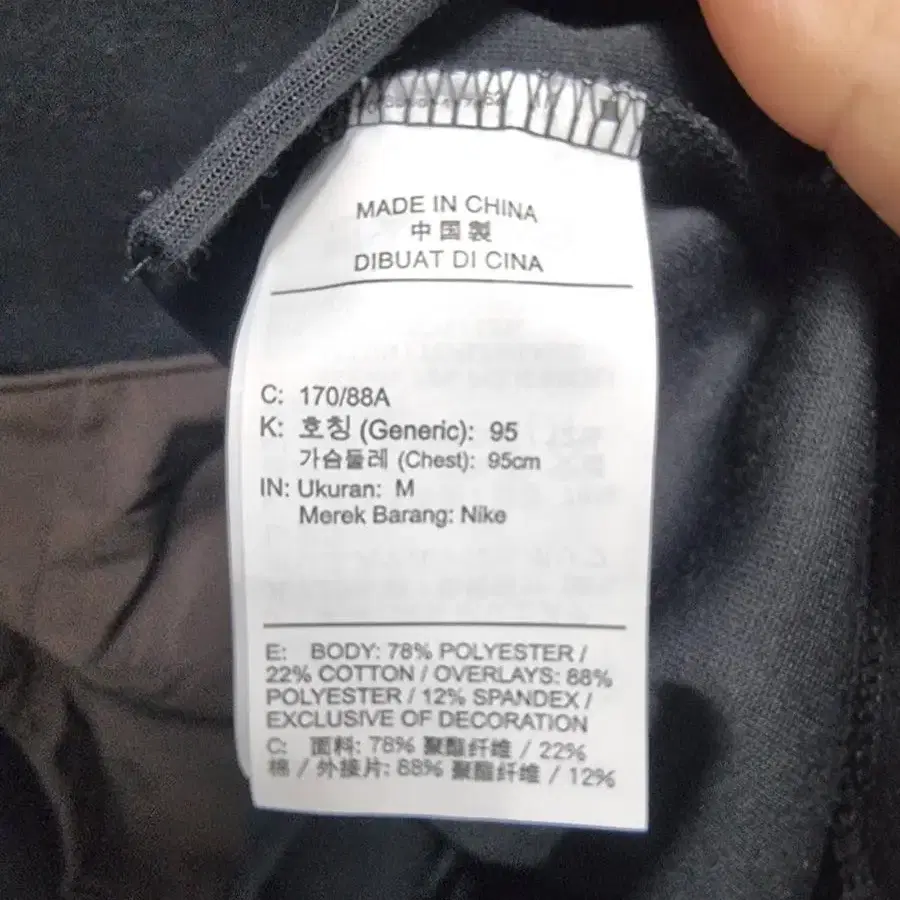 MADE IN CHINA
中国製
DIBUAT DI CINA
C: 170/88A
K: 호칭 (Generic): 95
가슴둘레 (Chest): 95cm
IN: Ukuran: M
Merek Barang: Nike
E: BODY: 78% POLYESTER /
22% COTTON / OVERLAYS: 88%
POLYESTER / 12% SPANDEX /
EXCLUSIVE OF DECORATION
C: 面料: 78% 聚酯纤维 / 22%
棉 / 外接片: 88% 聚酯纤维 / 12%